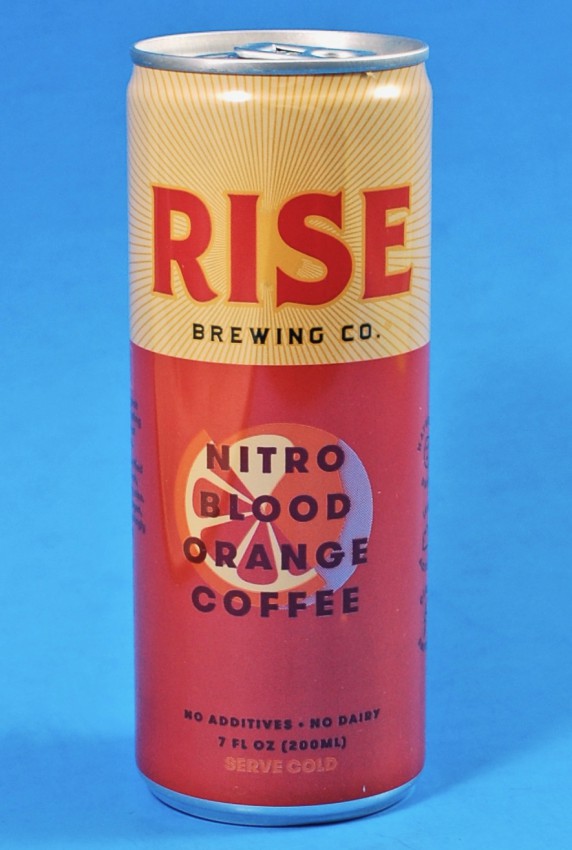 RISE
BREWING CO.
NITRO
BLOOD
ORANGE
COFFEE
NO ADDITIVES • NO DAIRY
7 FL OZ (200ML)
SERVE COLD